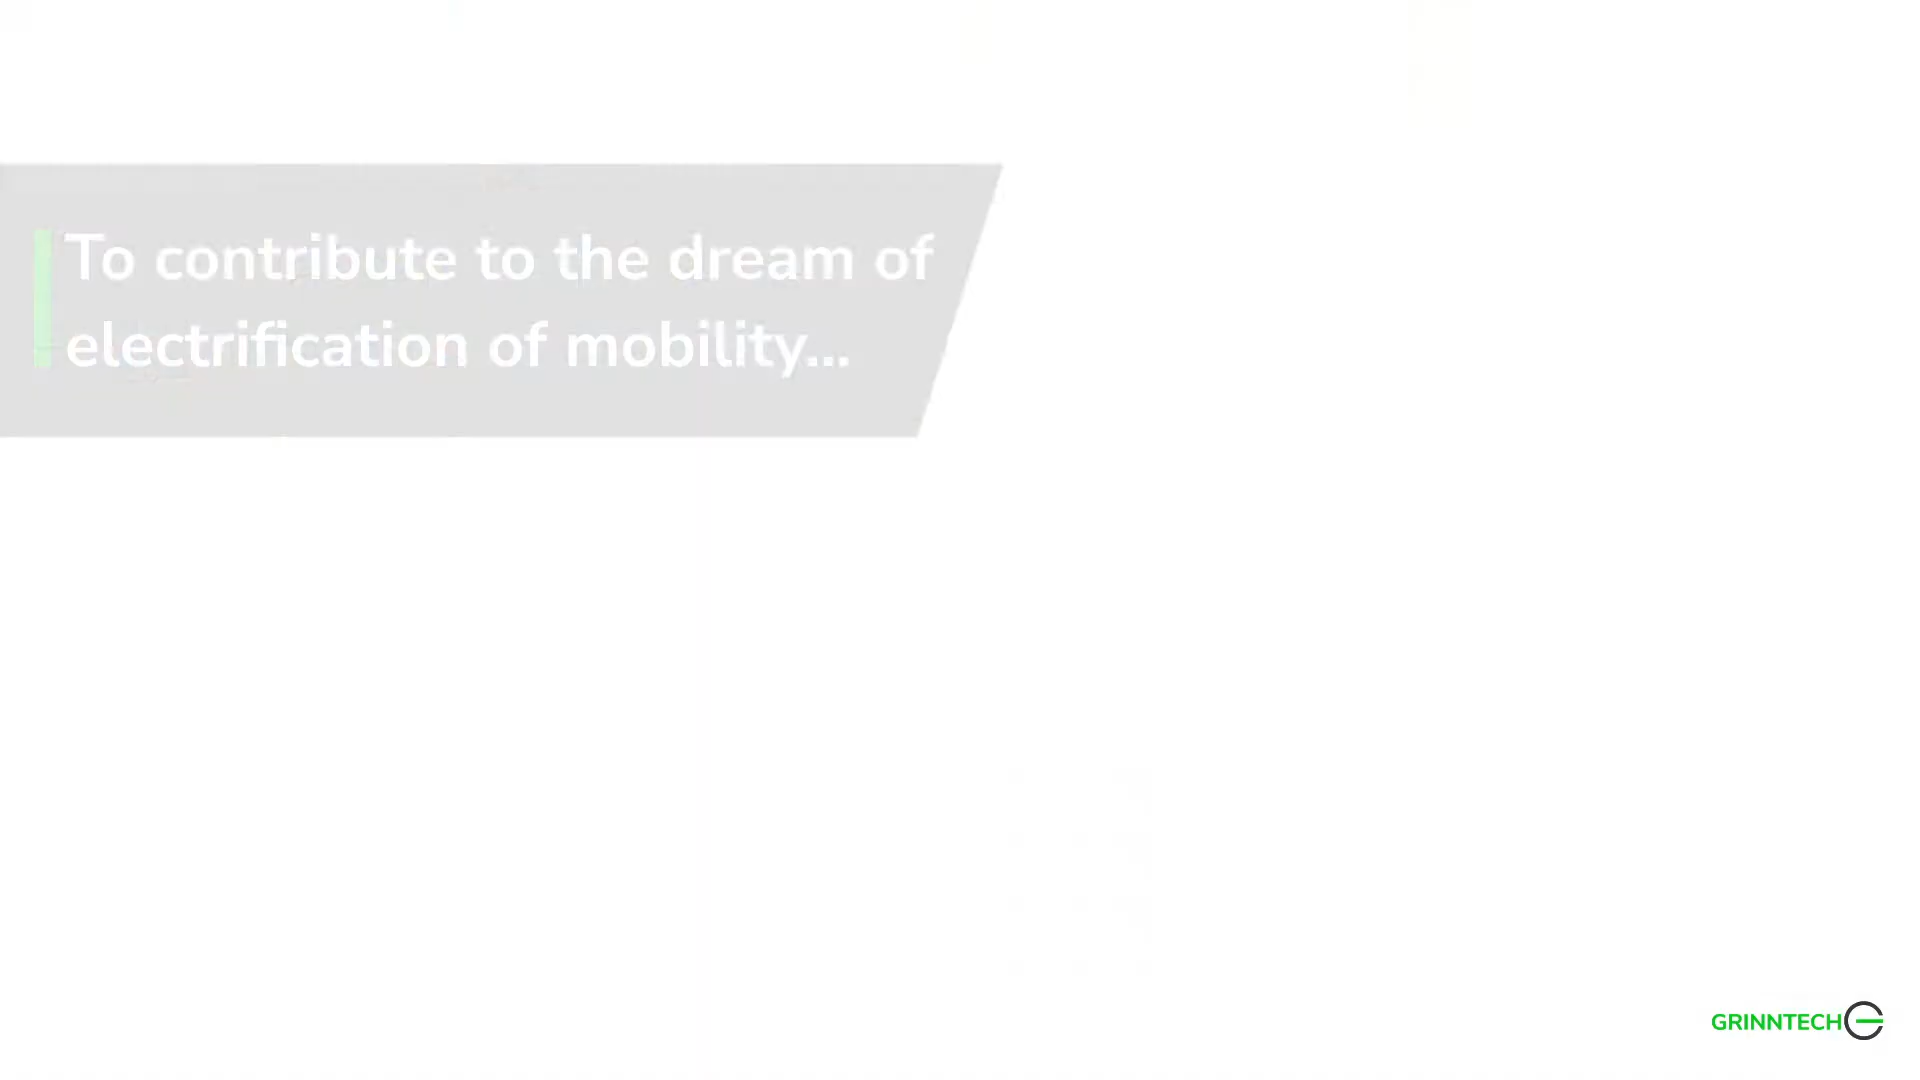 To contribute to the dream of
electrification of mobility...
GRINNTECH